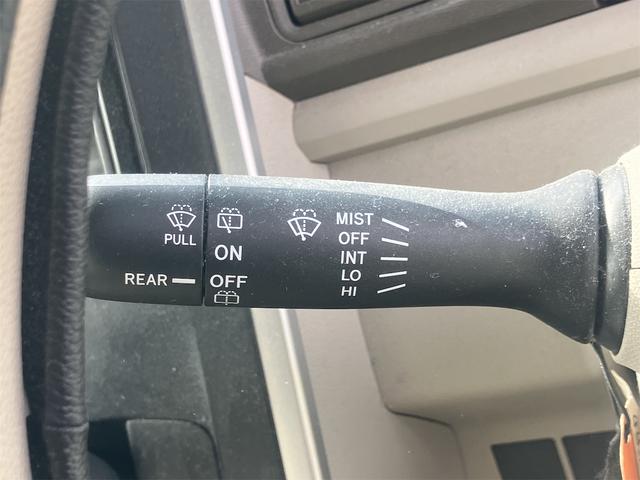 PULL
REAR
ON
OFF
MIST
OFF
INT
LO
HI